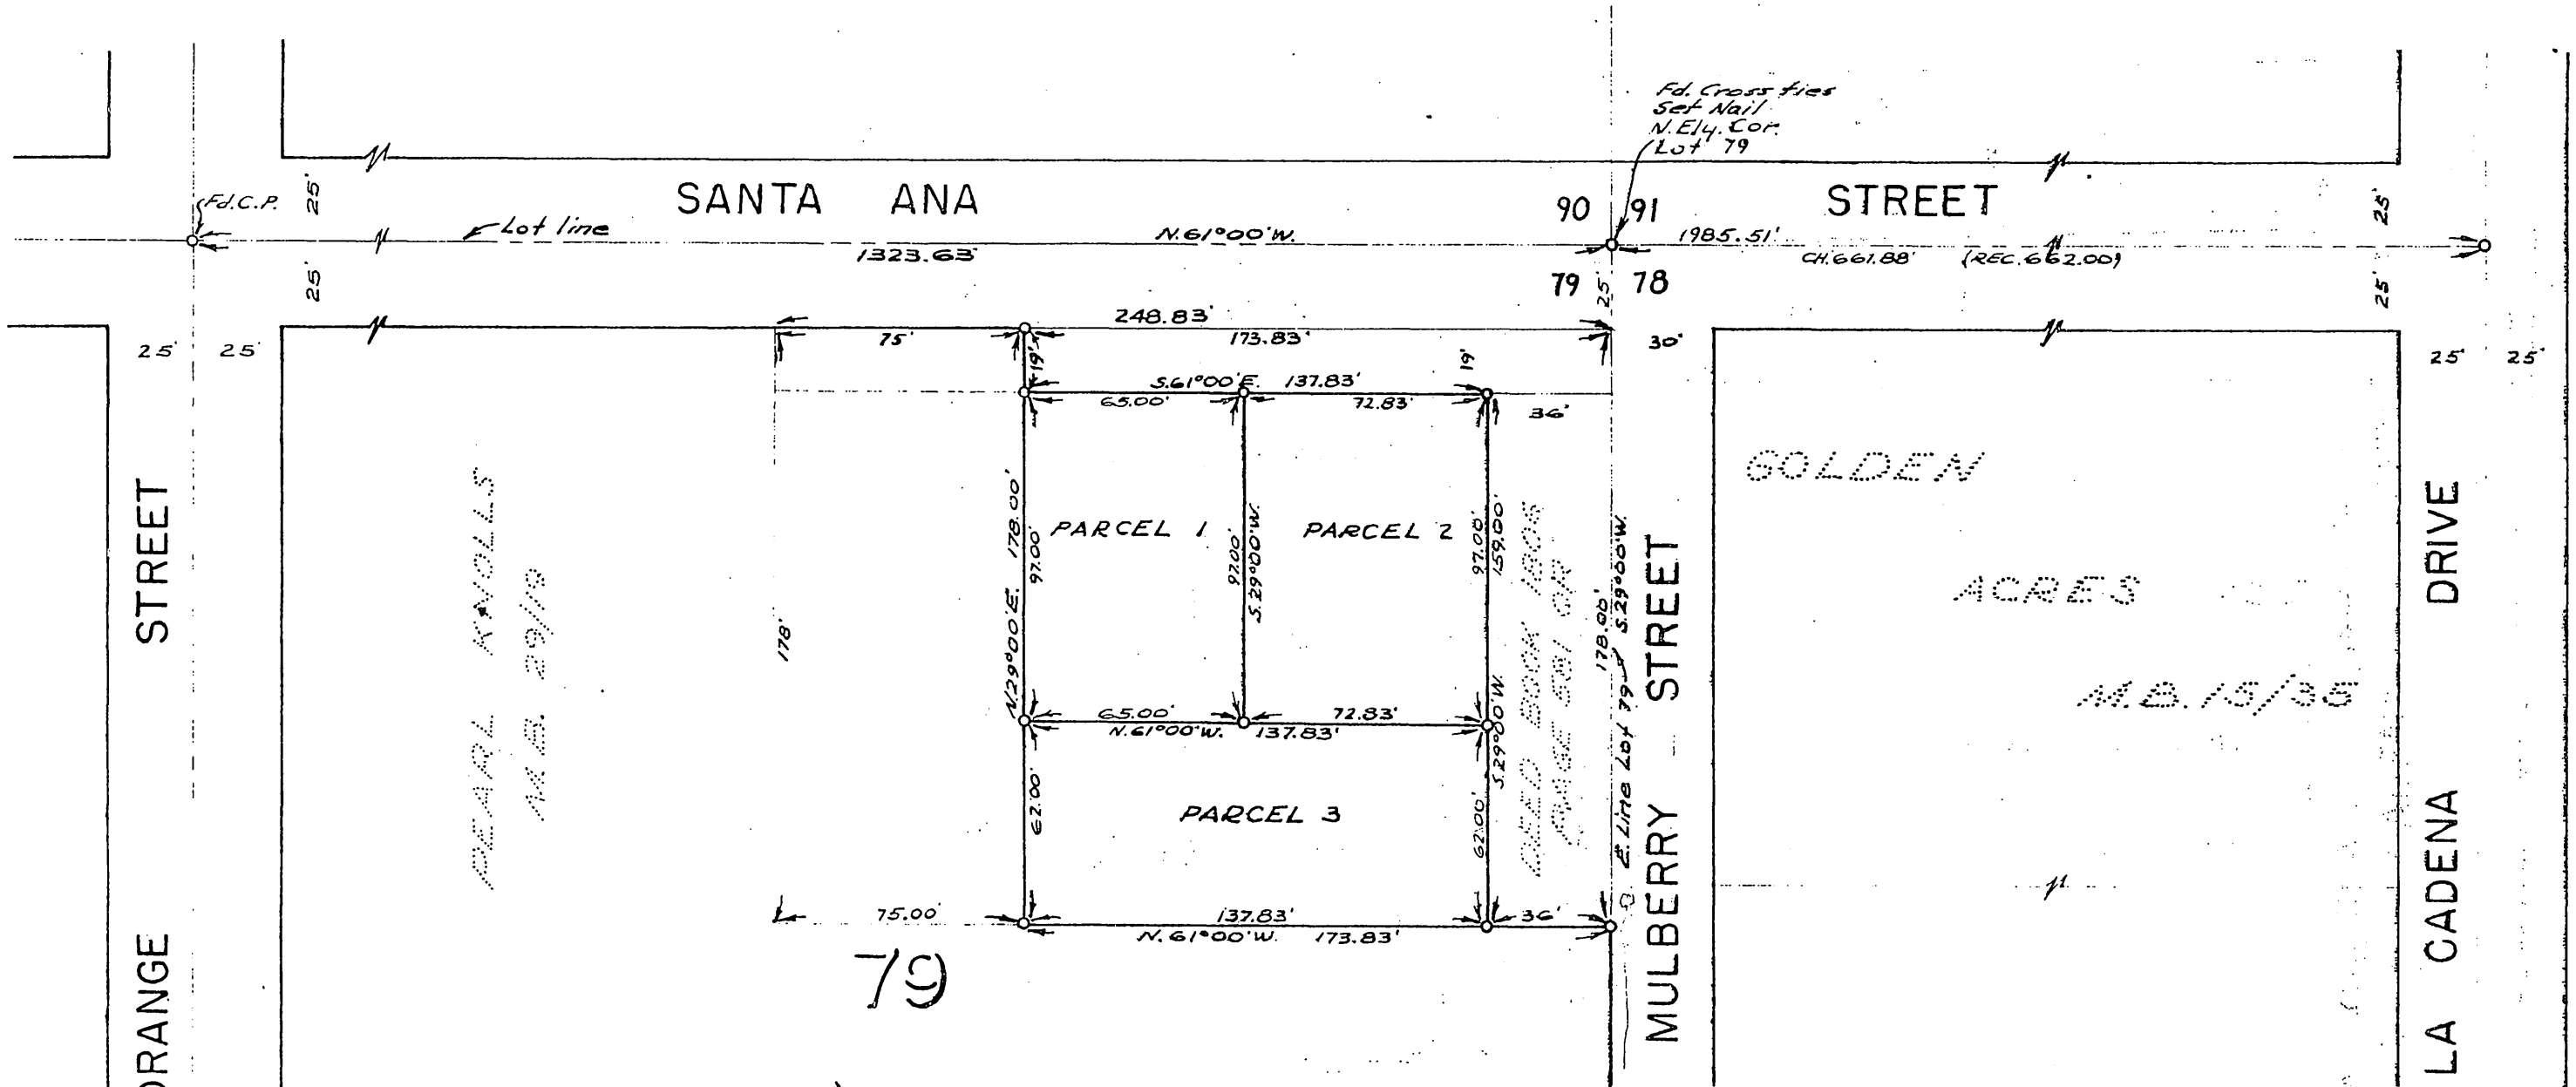 Fd. Cross ties
Set Nail
N.Ely. Cor.
Lot 79
SANTA ANA STREET
Fd.C.P.
25'
25'
Lot line
N.61°00'W.
1323.63'
90 91
79 78
25'
1985.51'
CH.661.88' (REC.662.00)
25'
25'
25' 25'
248.83'
75' 173.83'
30'
25' 25'
19'
19'
S.61°00'E. 137.83'
65.00' 72.83'
36'
178'
N.29°00'E. 178.00'
97.00'
PARCEL 1
97.00'
S.29°00'W.
PARCEL 2
97.00'
159.00'
S.29°00'W.
DEED BOOK 1808
PAGE 581 OR
178.00'
E. Line Lot 79 S.29°00'W.
MULBERRY STREET
GOLDEN
ACRES
M.B. 15/35
PEARL KNOLLS
M.B. 29/19
ORANGE STREET
LA CADENA DRIVE
65.00' 72.83'
N.61°00'W. 137.83'
62.00'
PARCEL 3
62.00'
75.00' 137.83' 36'
N.61°00'W. 173.83'
79